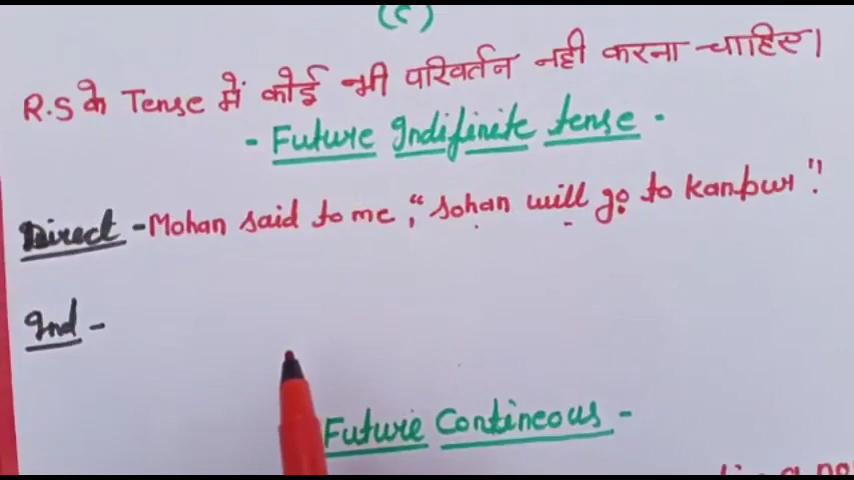 (c)
R.S के Tense में कोई भी परिवर्तन नही करना चाहिए।
- Future Indifinite tense -
Direct - Mohan said to me, "Sohan will go to Kanpur".
Ind -
Future Contineous -